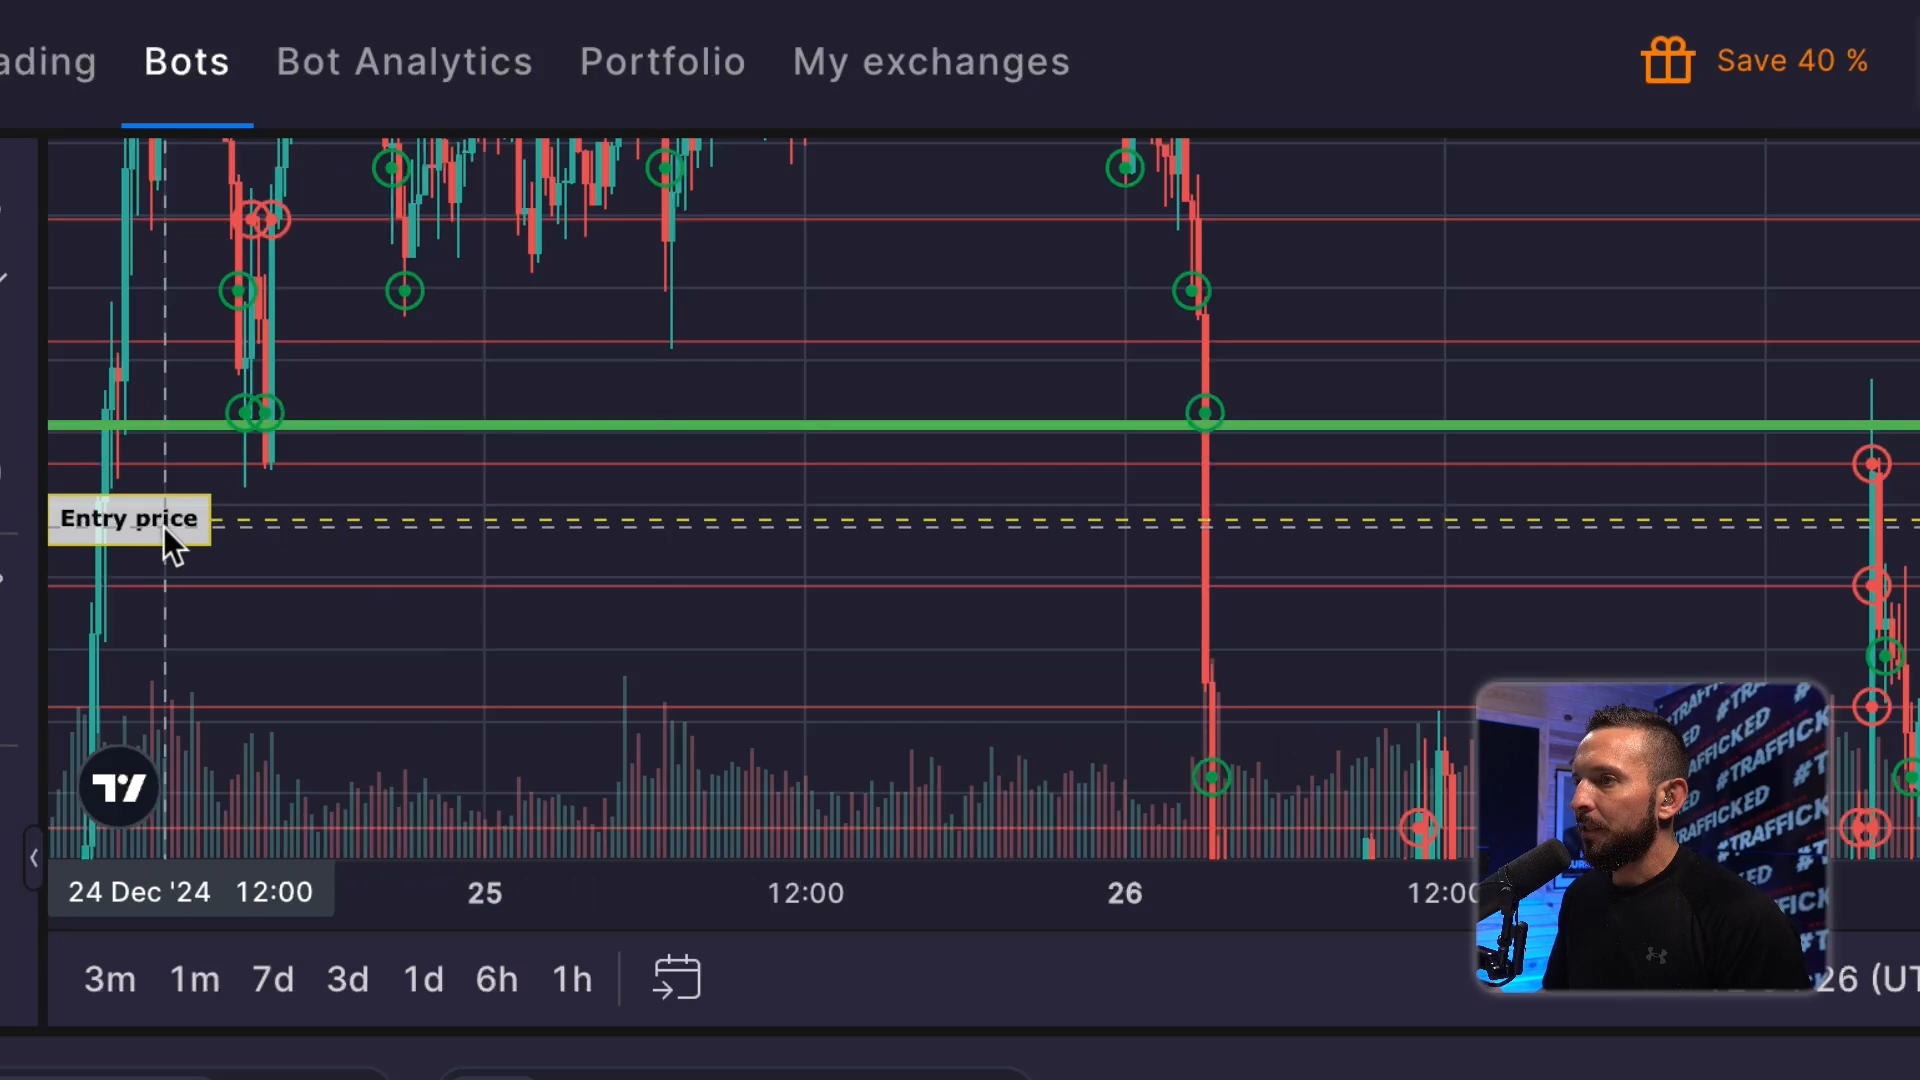 ading Bots Bot Analytics Portfolio My exchanges Save 40 %
Entry price
24 Dec '24 12:00 25 12:00 26 12:00
3m 1m 7d 3d 1d 6h 1h 26 (UT
#TRAFFICKED